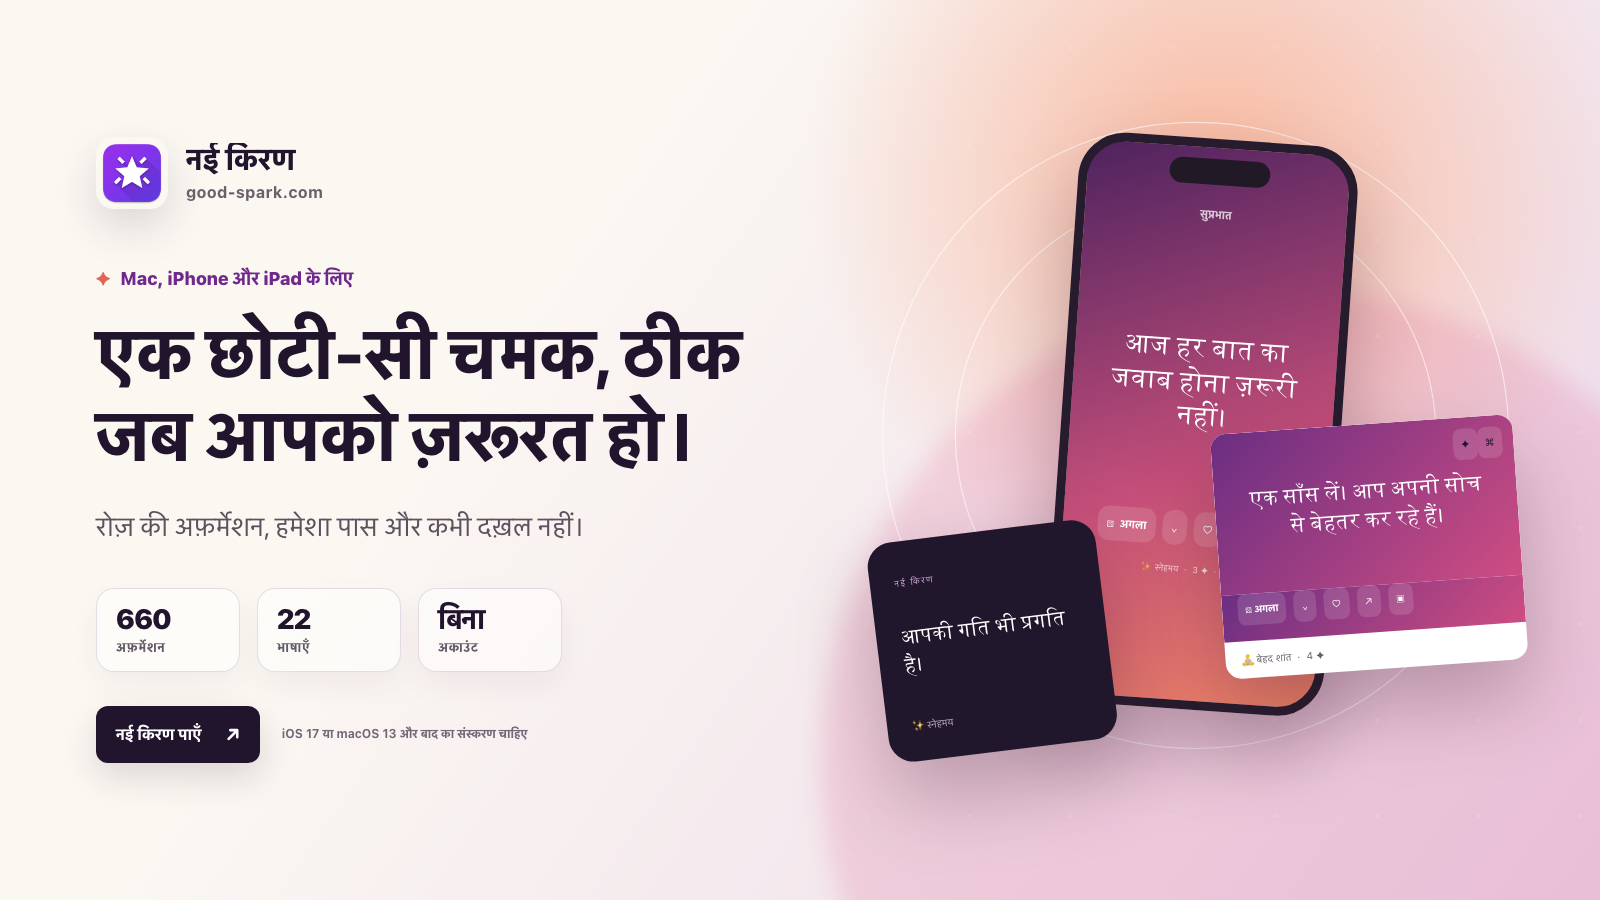 नई किरण
good-spark.com
Mac, iPhone और iPad के लिए
एक छोटी-सी चमक, ठीक
जब आपको ज़रूरत हो।
रोज़ की अफ़र्मेशन, हमेशा पास और कभी दख़ल नहीं।
660
अफ़र्मेशन
22
भाषाएँ
बिना
अकाउंट
नई किरण पाएँ
iOS 17 या macOS 13 और बाद का संस्करण चाहिए
सुप्रभात
आज हर बात का
जवाब होना ज़रूरी
नहीं।
अगला
स्नेहमय · 3
नई किरण
आपकी गति भी प्रगति
है।
स्नेहमय
एक साँस लें। आप अपनी सोच
से बेहतर कर रहे हैं।
अगला
बेहद शांत · 4